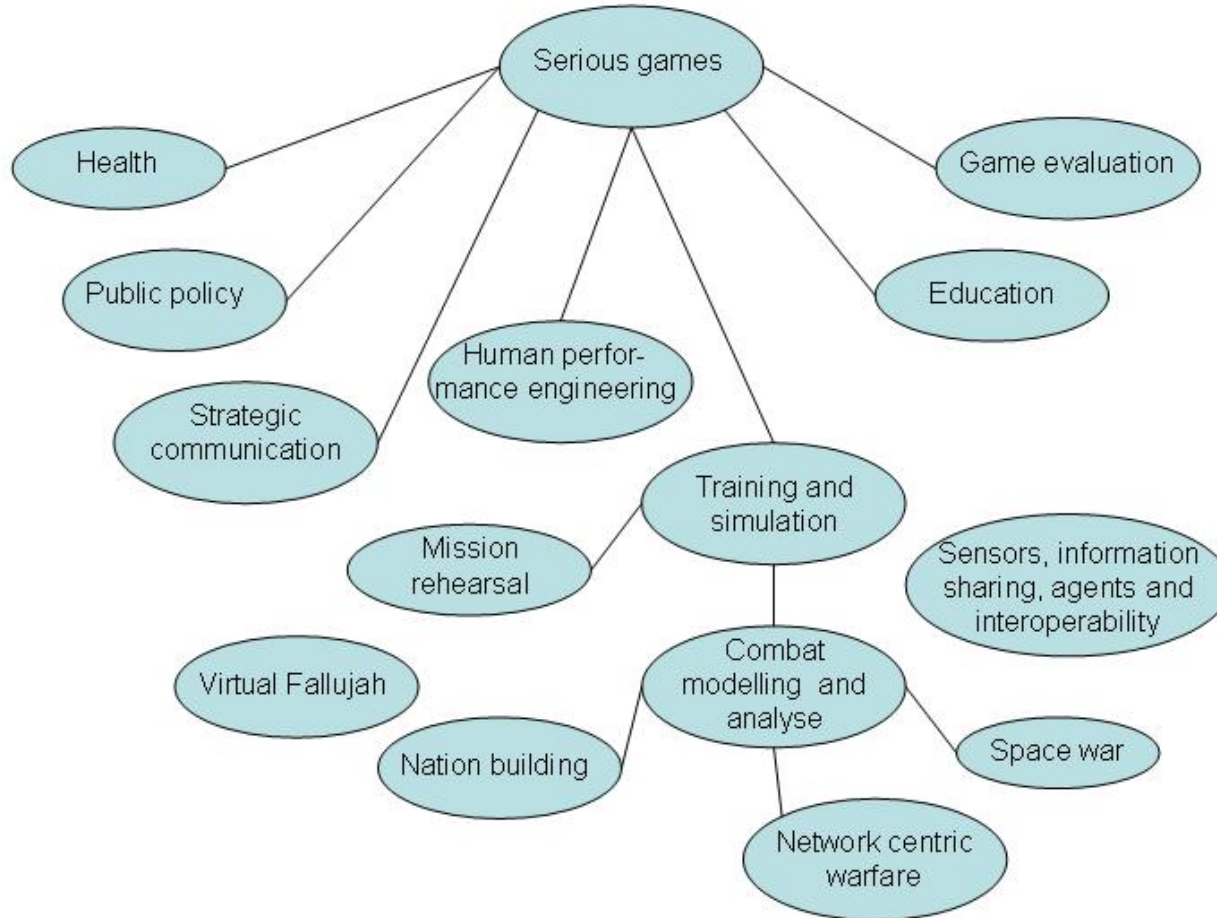 Serious games
Health
Game evaluation
Public policy
Education
Human perfor-
mance engineering
Strategic
communication
Training and
simulation
Mission
rehearsal
Sensors, information
sharing, agents and
interoperability
Virtual Fallujah
Combat
modelling and
analyse
Nation building
Space war
Network centric
warfare